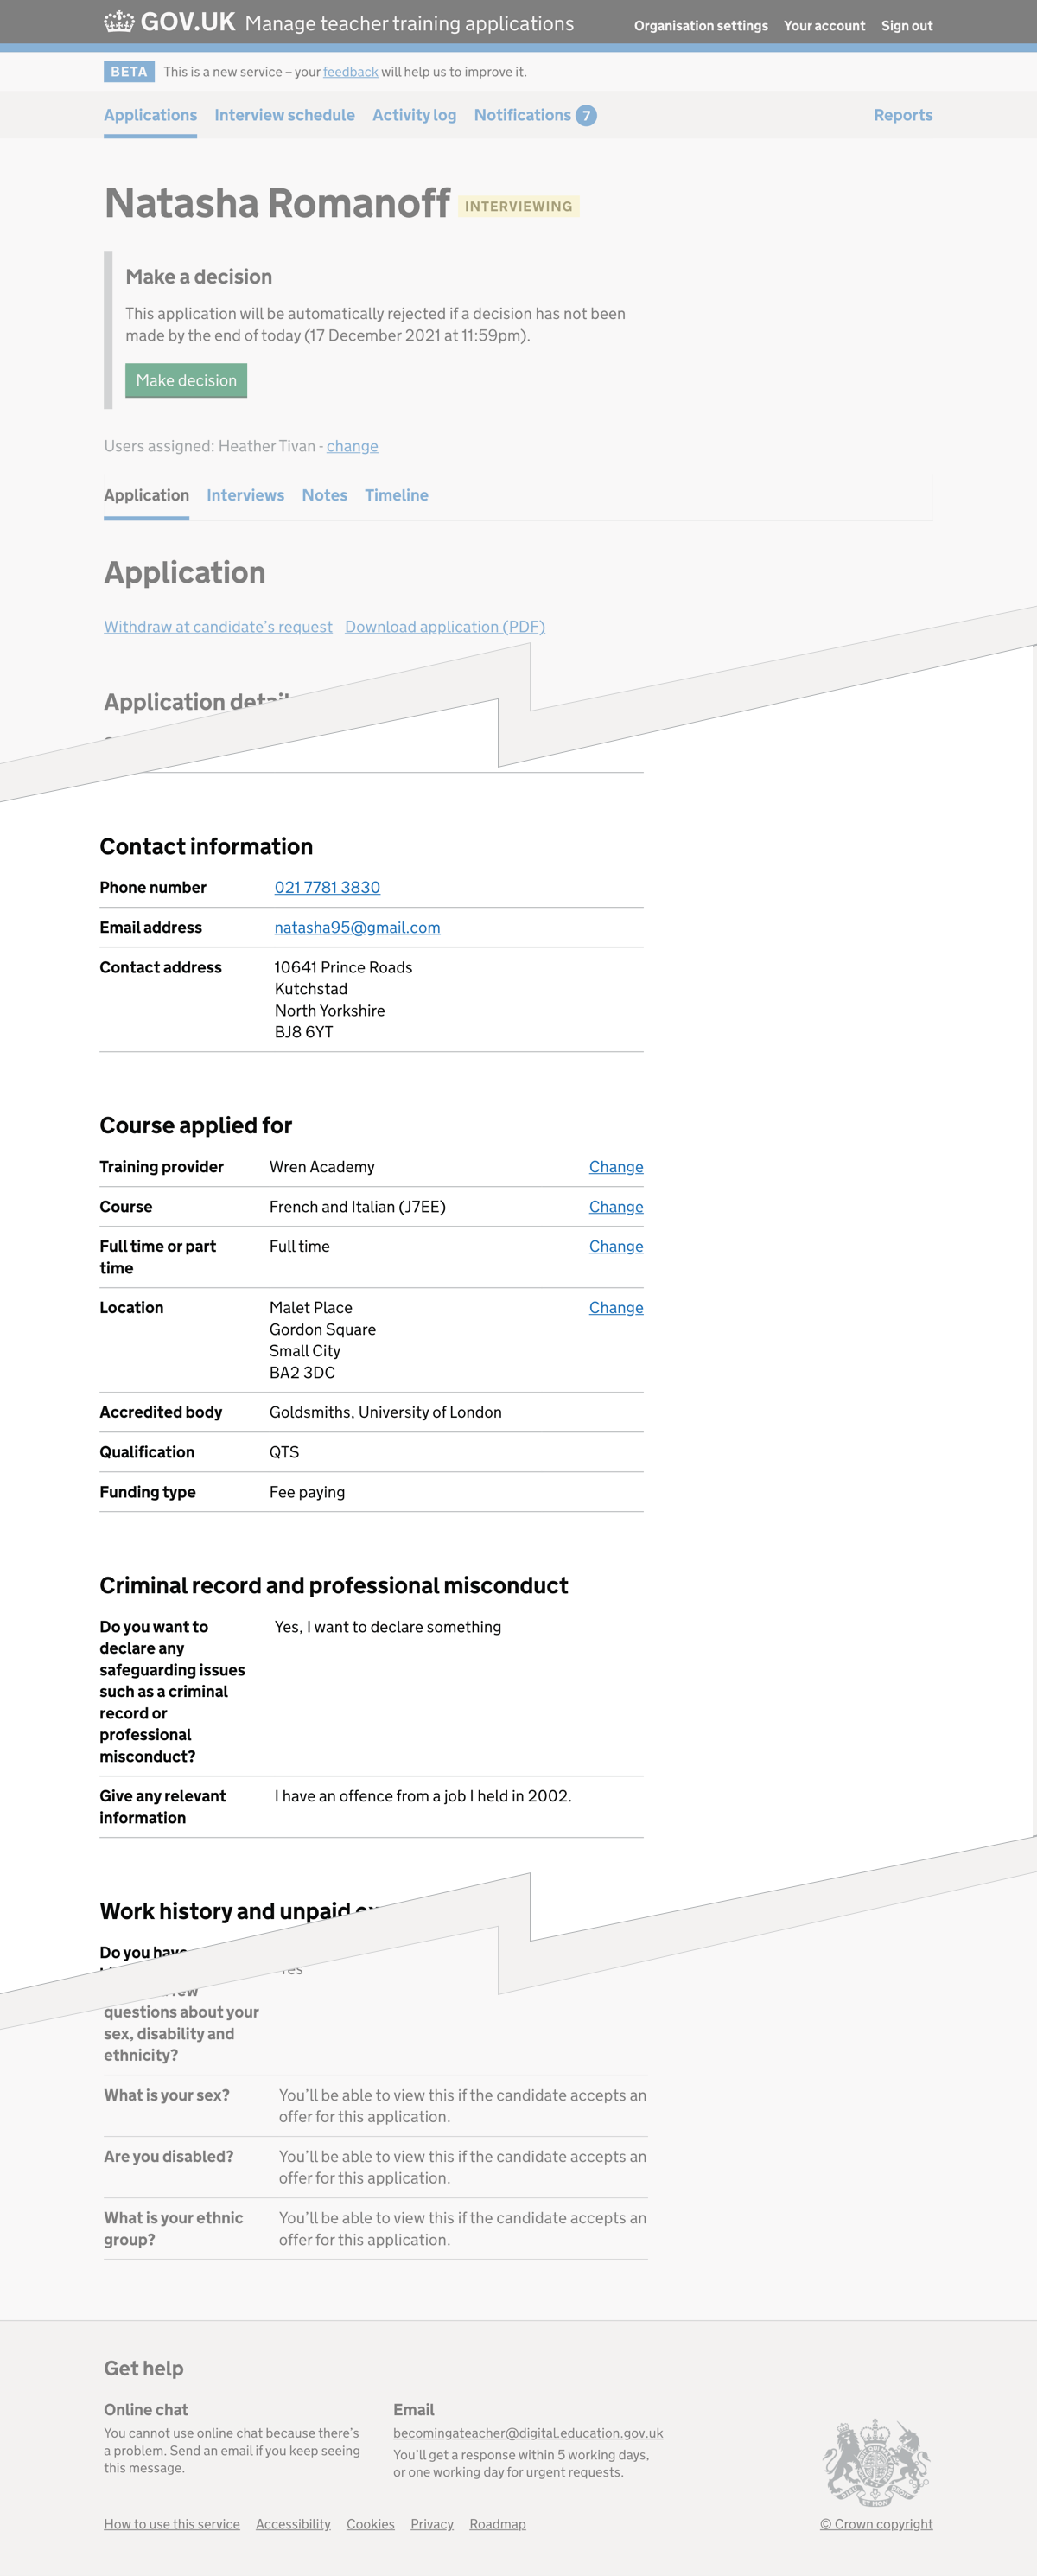 GOV.UK Manage teacher training applications
Organisation settings Your account Sign out
BETA This is a new service – your feedback will help us to improve it.
Applications Interview schedule Activity log Notifications 7 Reports
Natasha Romanoff INTERVIEWING
Make a decision
This application will be automatically rejected if a decision has not been
made by the end of today (17 December 2021 at 11:59pm).
Make decision
Users assigned: Heather Tivan - change
Application Interviews Notes Timeline
Application
Withdraw at candidate’s request Download application (PDF)
Application detail
Contact information
Phone number 021 7781 3830
Email address natasha95@gmail.com
Contact address 10641 Prince Roads
Kutchstad
North Yorkshire
BJ8 6YT
Course applied for
Training provider Wren Academy Change
Course French and Italian (J7EE) Change
Full time or part Full time Change
time
Location Malet Place Change
Gordon Square
Small City
BA2 3DC
Accredited body Goldsmiths, University of London
Qualification QTS
Funding type Fee paying
Criminal record and professional misconduct
Do you want to Yes, I want to declare something
declare any
safeguarding issues
such as a criminal
record or
professional
misconduct?
Give any relevant I have an offence from a job I held in 2002.
information
Work history and unpaid
Do you have
questions about your
sex, disability and
ethnicity?
What is your sex? You’ll be able to view this if the candidate accepts an
offer for this application.
Are you disabled? You’ll be able to view this if the candidate accepts an
offer for this application.
What is your ethnic You’ll be able to view this if the candidate accepts an
group? offer for this application.
Get help
Online chat
You cannot use online chat because there’s
a problem. Send an email if you keep seeing
this message.
Email
becomingateacher@digital.education.gov.uk
You’ll get a response within 5 working days,
or one working day for urgent requests.
How to use this service Accessibility Cookies Privacy Roadmap
© Crown copyright